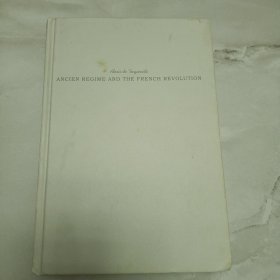 Alexis de Tocqueville
ANCIEN REGIME AND THE FRENCH REVOLUTION